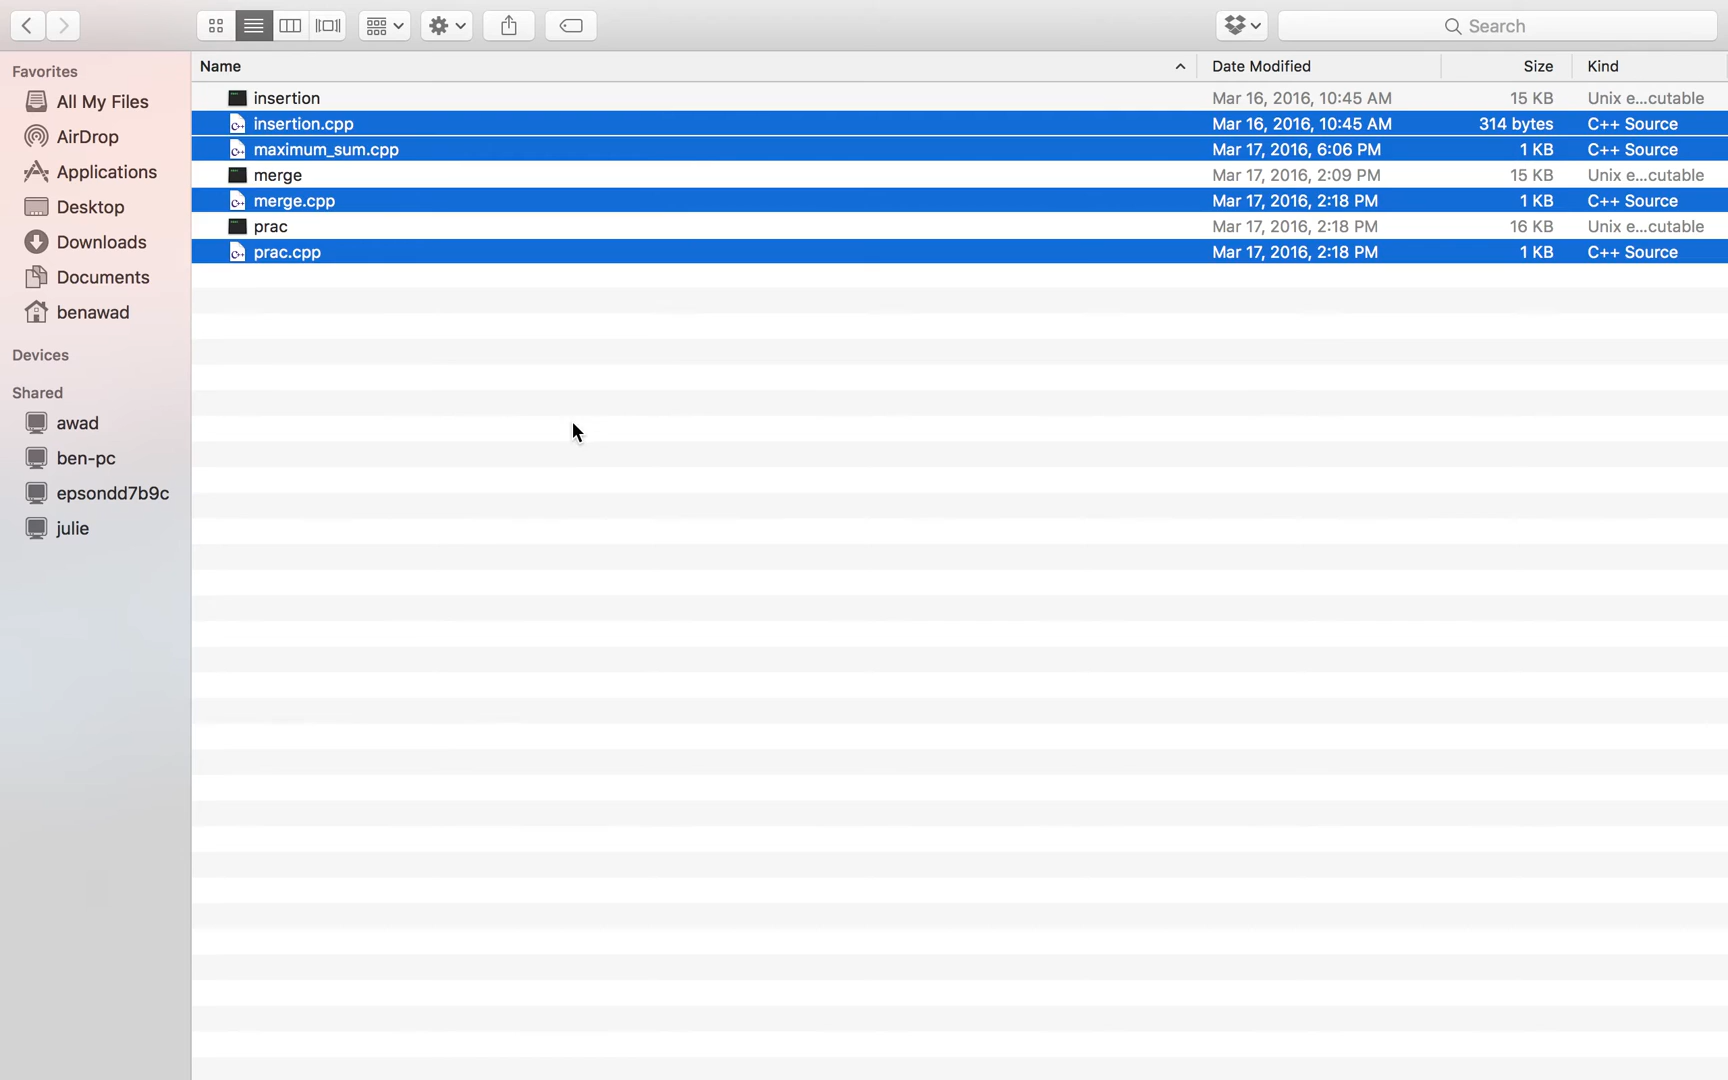 Search
Favorites
All My Files
AirDrop
Applications
Desktop
Downloads
Documents
benawad
Devices
Shared
awad
ben-pc
epsondd7b9c
julie
Name Date Modified Size Kind
insertion Mar 16, 2016, 10:45 AM 15 KB Unix e...cutable
insertion.cpp Mar 16, 2016, 10:45 AM 314 bytes C++ Source
maximum_sum.cpp Mar 17, 2016, 6:06 PM 1 KB C++ Source
merge Mar 17, 2016, 2:09 PM 15 KB Unix e...cutable
merge.cpp Mar 17, 2016, 2:18 PM 1 KB C++ Source
prac Mar 17, 2016, 2:18 PM 16 KB Unix e...cutable
prac.cpp Mar 17, 2016, 2:18 PM 1 KB C++ Source